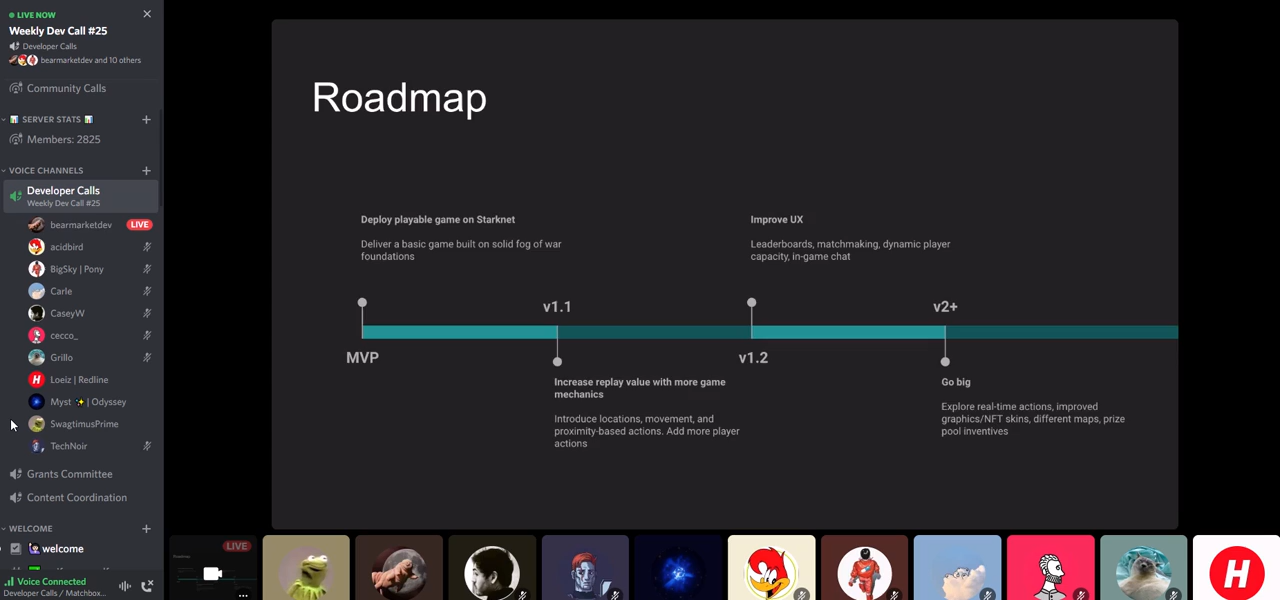 LIVE NOW
Weekly Dev Call #25
Developer Calls
bearmarketdev and 10 others
Community Calls
📊 SERVER STATS 📊
Members: 2825
VOICE CHANNELS
Developer Calls
Weekly Dev Call #25
bearmarketdev LIVE
acidbird
BigSky | Pony
Carle
CaseyW
cecco_
Grillo
Loeiz | Redline
Myst ✨ | Odyssey
SwagtimusPrime
TechNoir
Grants Committee
Content Coordination
WELCOME
welcome
Voice Connected
Developer Calls / Matchbox...
Roadmap
Deploy playable game on Starknet
Deliver a basic game built on solid fog of war
foundations
Improve UX
Leaderboards, matchmaking, dynamic player
capacity, in-game chat
v1.1
v2+
MVP
v1.2
Increase replay value with more game
mechanics
Introduce locations, movement, and
proximity-based actions. Add more player
actions
Go big
Explore real-time actions, improved
graphics/NFT skins, different maps, prize
pool inventives
Roadmap
LIVE
H